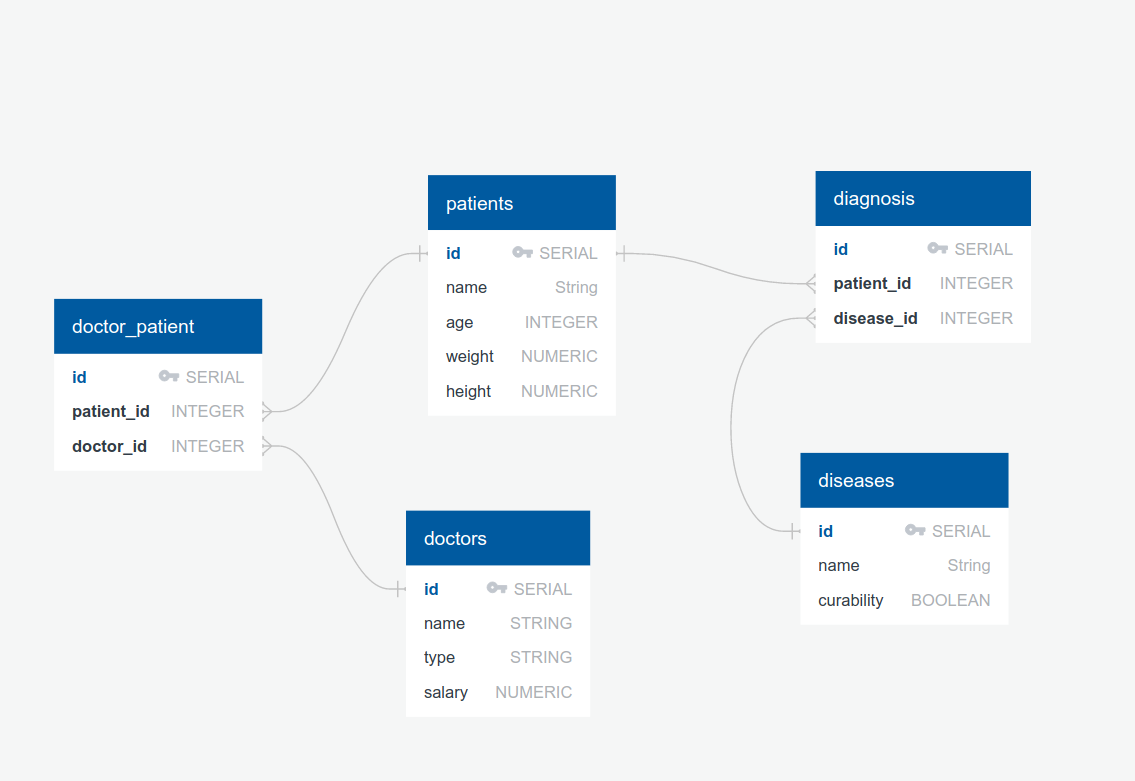 doctor_patient
id SERIAL
patient_id INTEGER
doctor_id INTEGER
patients
id SERIAL
name String
age INTEGER
weight NUMERIC
height NUMERIC
doctors
id SERIAL
name STRING
type STRING
salary NUMERIC
diagnosis
id SERIAL
patient_id INTEGER
disease_id INTEGER
diseases
id SERIAL
name String
curability BOOLEAN